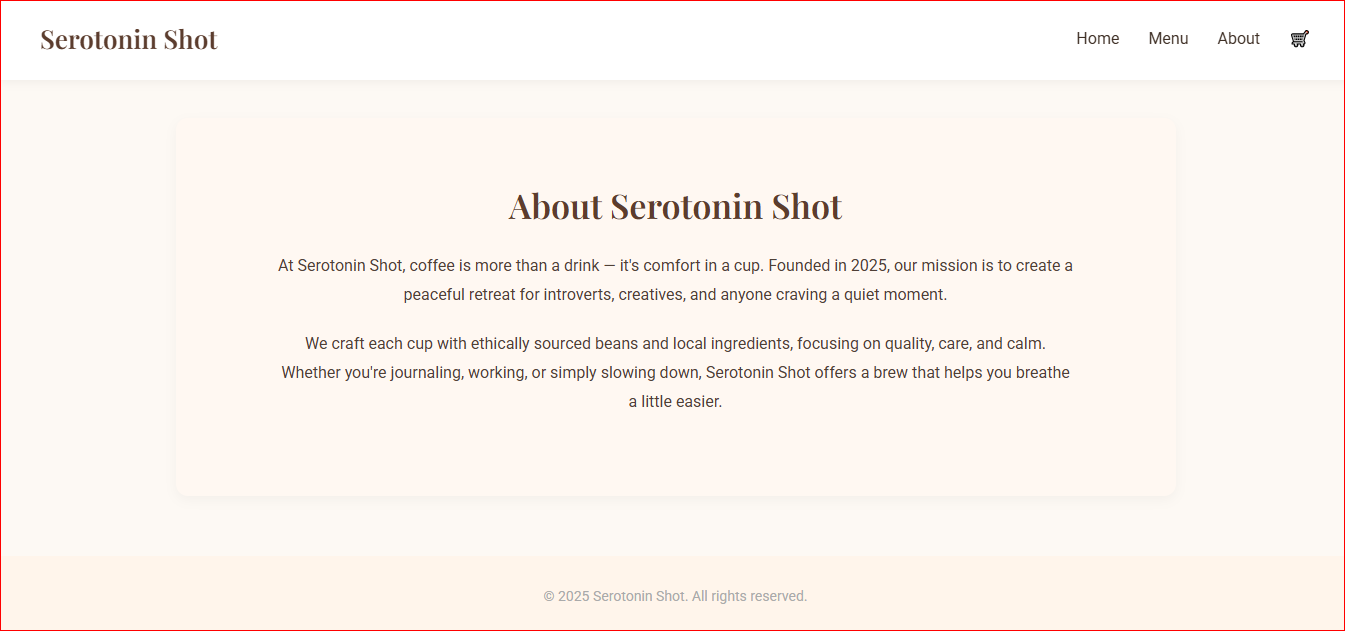 Serotonin Shot
Home Menu About
About Serotonin Shot
At Serotonin Shot, coffee is more than a drink — it's comfort in a cup. Founded in 2025, our mission is to create a
peaceful retreat for introverts, creatives, and anyone craving a quiet moment.
We craft each cup with ethically sourced beans and local ingredients, focusing on quality, care, and calm.
Whether you're journaling, working, or simply slowing down, Serotonin Shot offers a brew that helps you breathe
a little easier.
© 2025 Serotonin Shot. All rights reserved.